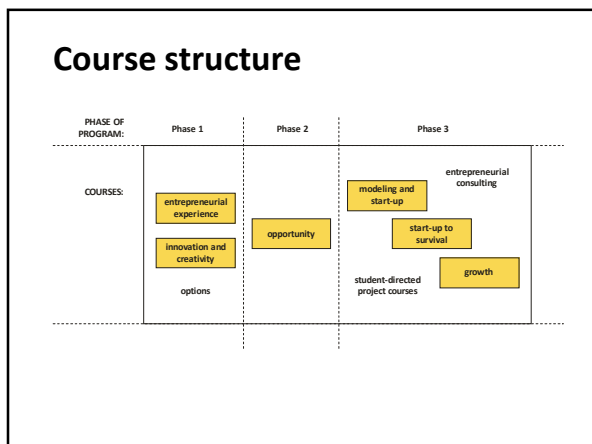 Course structure
PHASE OF
PROGRAM:
Phase 1
Phase 2
Phase 3
COURSES:
entrepreneurial
experience
innovation and
creativity
options
opportunity
modeling and
start-up
entrepreneurial
consulting
start-up to
survival
growth
student-directed
project courses